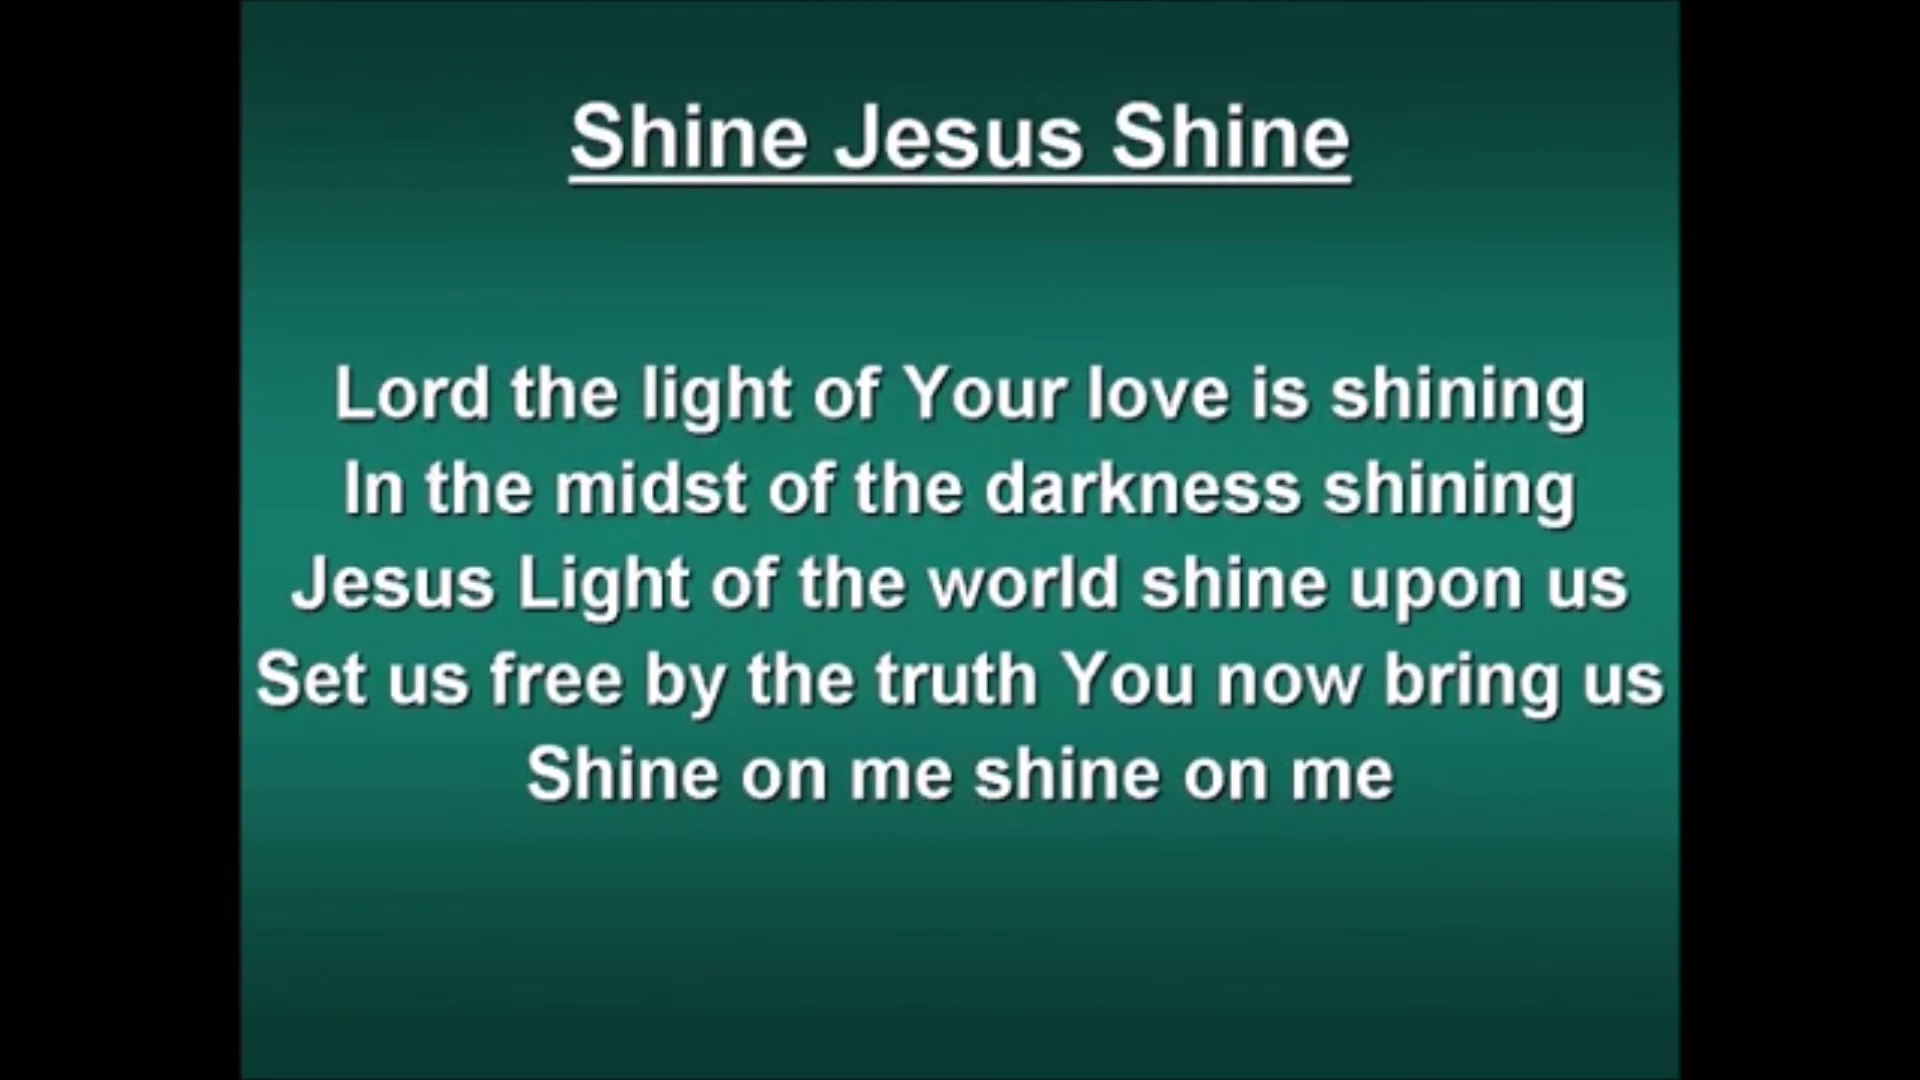 Shine Jesus Shine
Lord the light of Your love is shining
In the midst of the darkness shining
Jesus Light of the world shine upon us
Set us free by the truth You now bring us
Shine on me shine on me